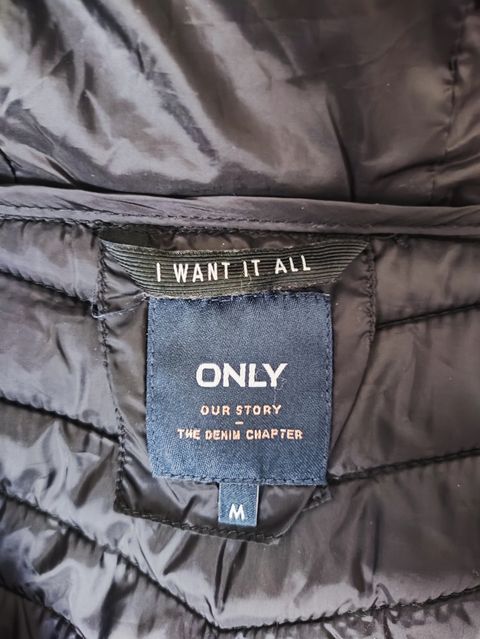 I WANT IT ALL
ONLY
OUR STORY
-
THE DENIM CHAPTER
M